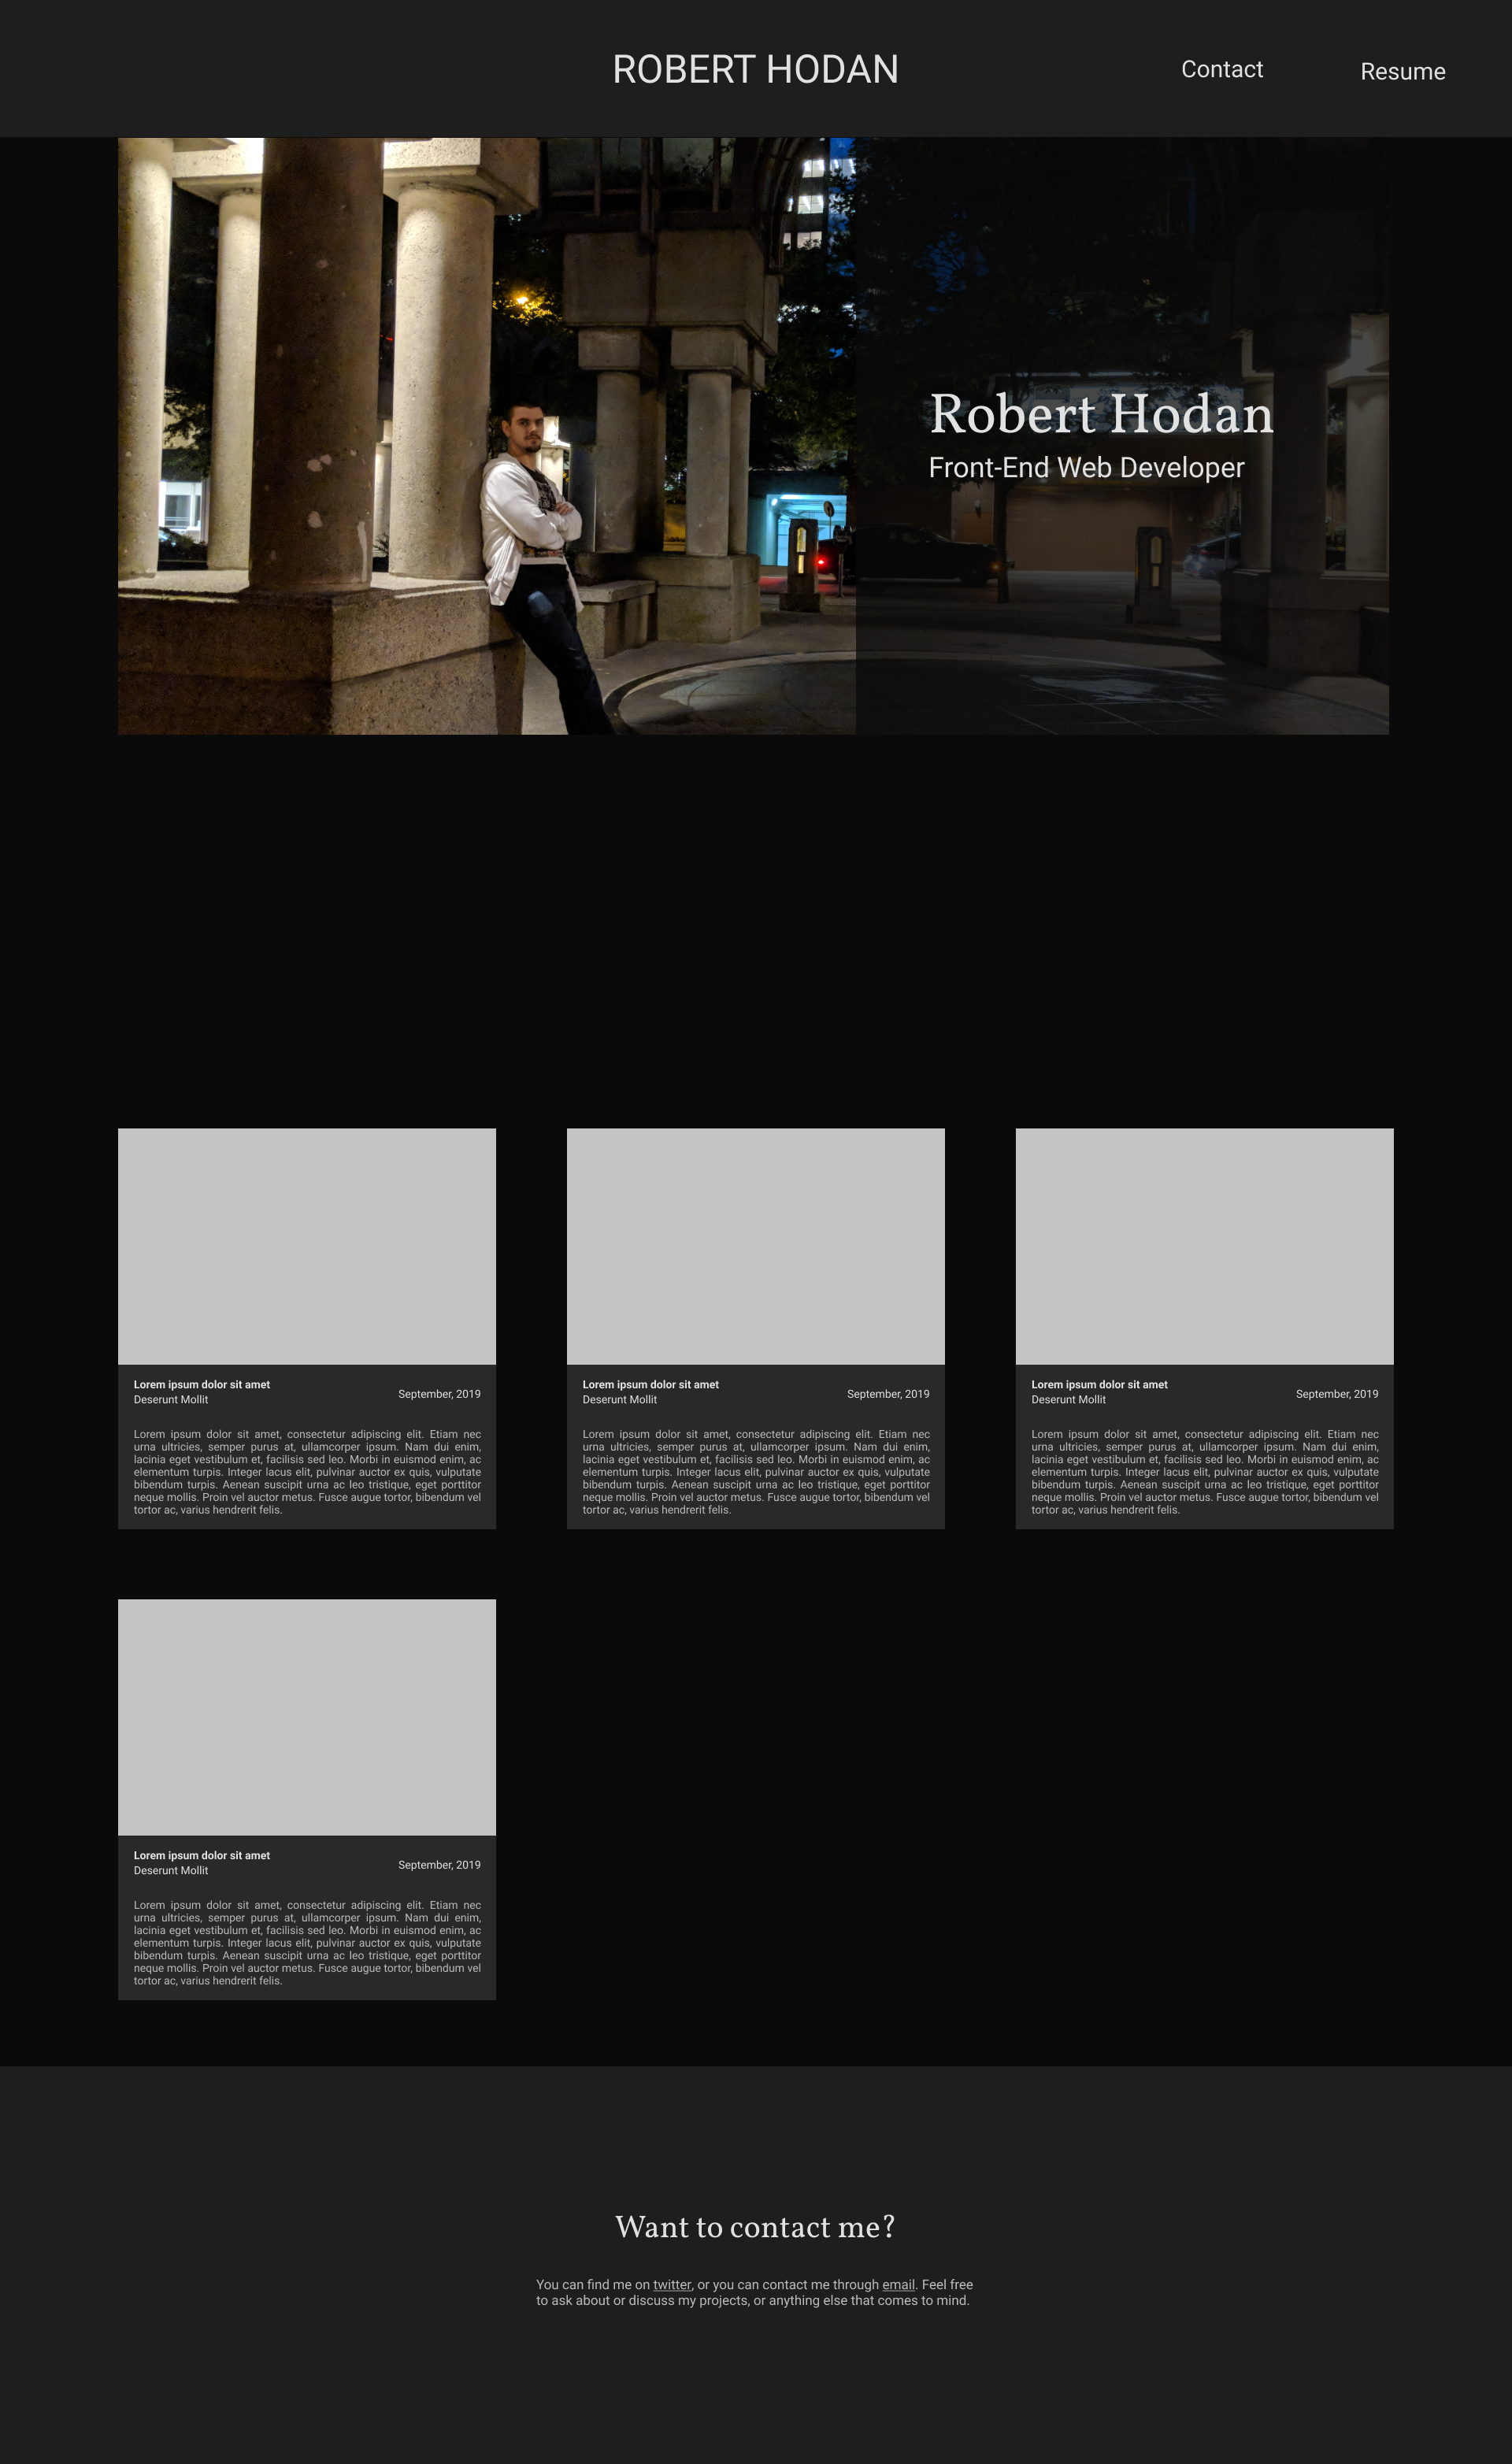 ROBERT HODAN
Contact
Resume
Robert Hodan
Front-End Web Developer
Lorem ipsum dolor sit amet
Deserunt Mollit
September, 2019
Lorem ipsum dolor sit amet, consectetur adipiscing elit. Etiam nec
urna ultricies, semper purus at, ullamcorper ipsum. Nam dui enim,
lacinia eget vestibulum et, facilisis sed leo. Morbi in euismod enim, ac
elementum turpis. Integer lacus elit, pulvinar auctor ex quis, vulputate
bibendum turpis. Aenean suscipit urna ac leo tristique, eget porttitor
neque mollis. Proin vel auctor metus. Fusce augue tortor, bibendum vel
tortor ac, varius hendrerit felis.
Lorem ipsum dolor sit amet
Deserunt Mollit
September, 2019
Lorem ipsum dolor sit amet, consectetur adipiscing elit. Etiam nec
urna ultricies, semper purus at, ullamcorper ipsum. Nam dui enim,
lacinia eget vestibulum et, facilisis sed leo. Morbi in euismod enim, ac
elementum turpis. Integer lacus elit, pulvinar auctor ex quis, vulputate
bibendum turpis. Aenean suscipit urna ac leo tristique, eget porttitor
neque mollis. Proin vel auctor metus. Fusce augue tortor, bibendum vel
tortor ac, varius hendrerit felis.
Lorem ipsum dolor sit amet
Deserunt Mollit
September, 2019
Lorem ipsum dolor sit amet, consectetur adipiscing elit. Etiam nec
urna ultricies, semper purus at, ullamcorper ipsum. Nam dui enim,
lacinia eget vestibulum et, facilisis sed leo. Morbi in euismod enim, ac
elementum turpis. Integer lacus elit, pulvinar auctor ex quis, vulputate
bibendum turpis. Aenean suscipit urna ac leo tristique, eget porttitor
neque mollis. Proin vel auctor metus. Fusce augue tortor, bibendum vel
tortor ac, varius hendrerit felis.
Lorem ipsum dolor sit amet
Deserunt Mollit
September, 2019
Lorem ipsum dolor sit amet, consectetur adipiscing elit. Etiam nec
urna ultricies, semper purus at, ullamcorper ipsum. Nam dui enim,
lacinia eget vestibulum et, facilisis sed leo. Morbi in euismod enim, ac
elementum turpis. Integer lacus elit, pulvinar auctor ex quis, vulputate
bibendum turpis. Aenean suscipit urna ac leo tristique, eget porttitor
neque mollis. Proin vel auctor metus. Fusce augue tortor, bibendum vel
tortor ac, varius hendrerit felis.
Want to contact me?
You can find me on twitter, or you can contact me through email. Feel free
to ask about or discuss my projects, or anything else that comes to mind.